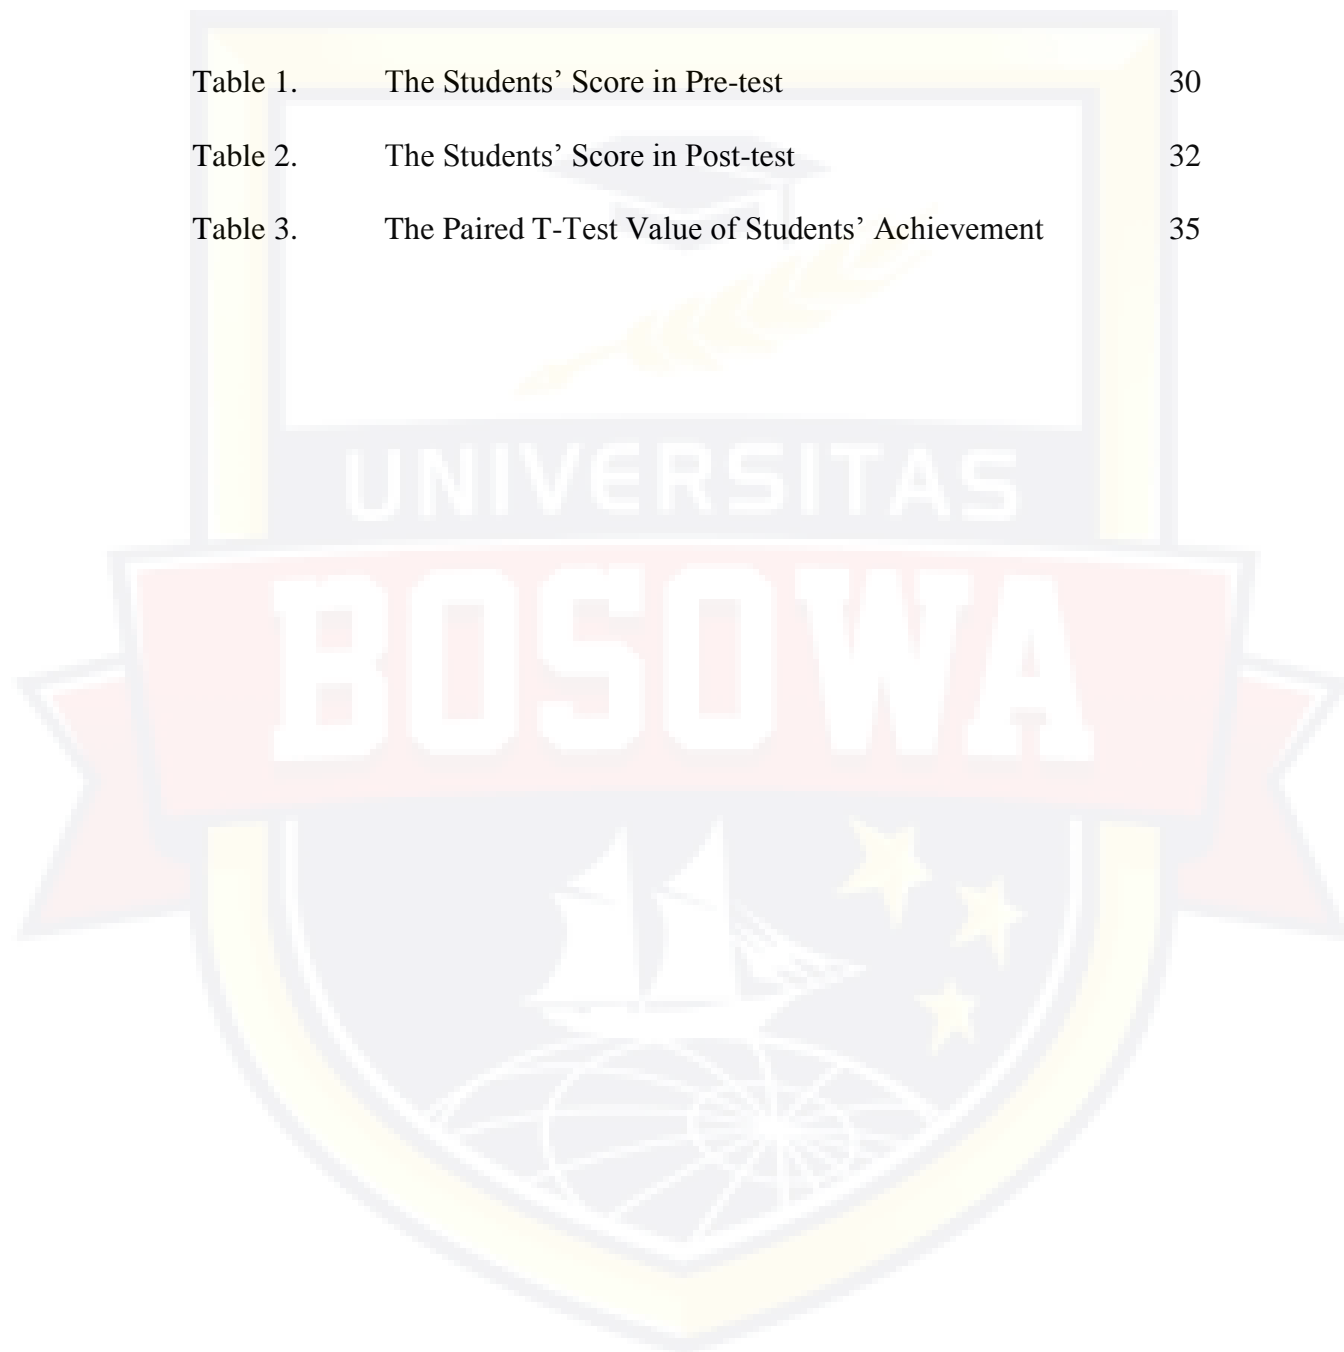 Table 1. The Students’ Score in Pre-test 30
Table 2. The Students’ Score in Post-test 32
Table 3. The Paired T-Test Value of Students’ Achievement 35
UNIVERSITAS
BOSOWA